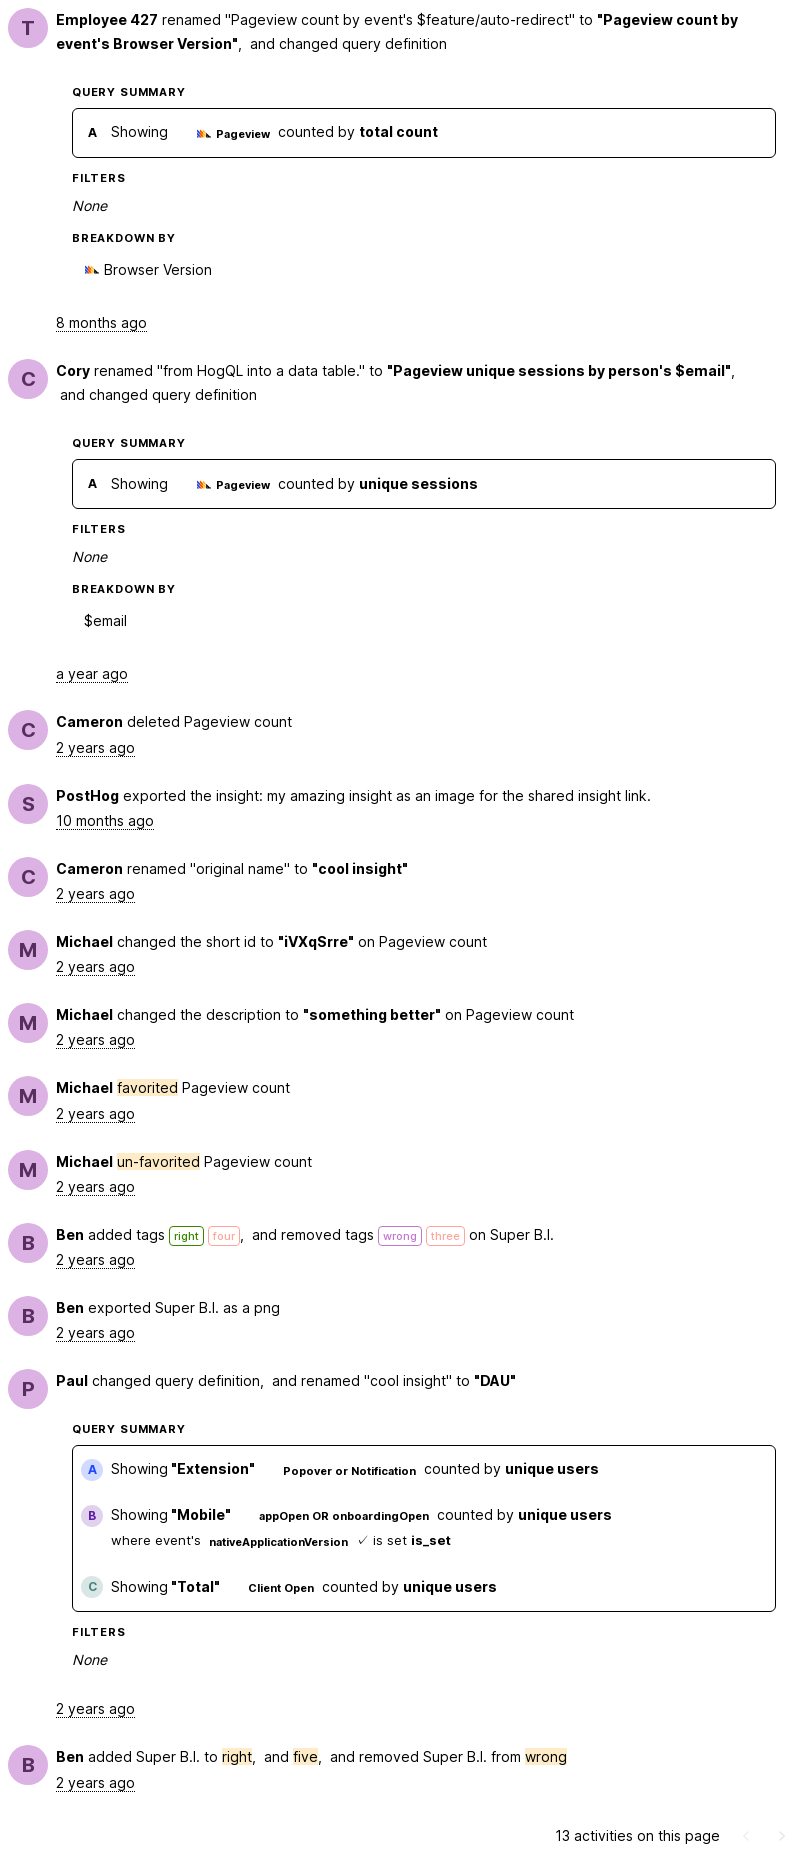 T
Employee 427 renamed "Pageview count by event's $feature/auto-redirect" to "Pageview count by
event's Browser Version",  and changed query definition
QUERY SUMMARY
A Showing Pageview counted by total count
FILTERS
None
BREAKDOWN BY
Browser Version
8 months ago
C
Cory renamed "from HogQL into a data table." to "Pageview unique sessions by person's $email",
and changed query definition
QUERY SUMMARY
A Showing Pageview counted by unique sessions
FILTERS
None
BREAKDOWN BY
$email
a year ago
C
Cameron deleted Pageview count
2 years ago
S
PostHog exported the insight: my amazing insight as an image for the shared insight link.
10 months ago
C
Cameron renamed "original name" to "cool insight"
2 years ago
M
Michael changed the short id to "iVXqSrre" on Pageview count
2 years ago
M
Michael changed the description to "something better" on Pageview count
2 years ago
M
Michael favorited Pageview count
2 years ago
M
Michael un-favorited Pageview count
2 years ago
B
Ben added tags right four,  and removed tags wrong three on Super B.I.
2 years ago
B
Ben exported Super B.I. as a png
2 years ago
P
Paul changed query definition,  and renamed "cool insight" to "DAU"
QUERY SUMMARY
A Showing "Extension" Popover or Notification counted by unique users
B Showing "Mobile" appOpen OR onboardingOpen counted by unique users
where event's nativeApplicationVersion ✓ is set is_set
C Showing "Total" Client Open counted by unique users
FILTERS
None
2 years ago
B
Ben added Super B.I. to right,  and five,  and removed Super B.I. from wrong
2 years ago
13 activities on this page